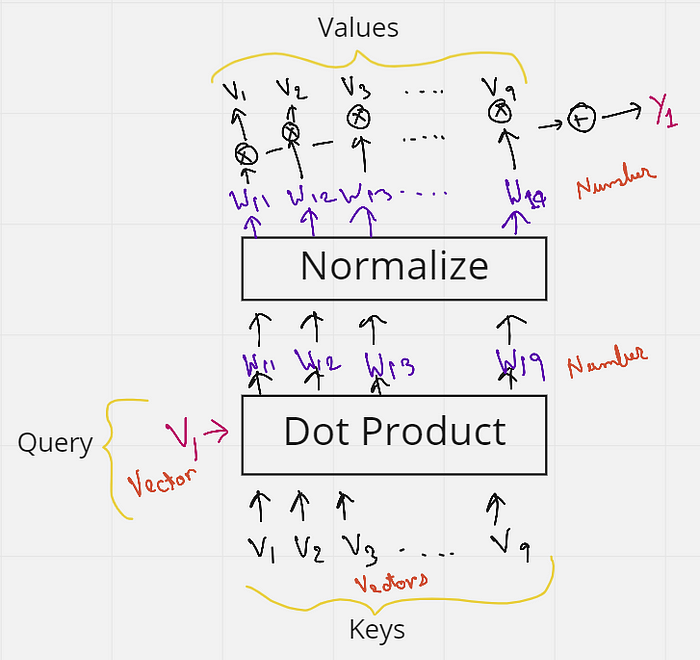 Values
V1 V2 V3 ..... V9
..... + → Y1
W11 W12 W13 ..... W19 Number
Normalize
W11 W12 W13 W19 Number
Query V1 → Dot Product
Vector
V1 V2 V3 ..... V9
Vectors
Keys